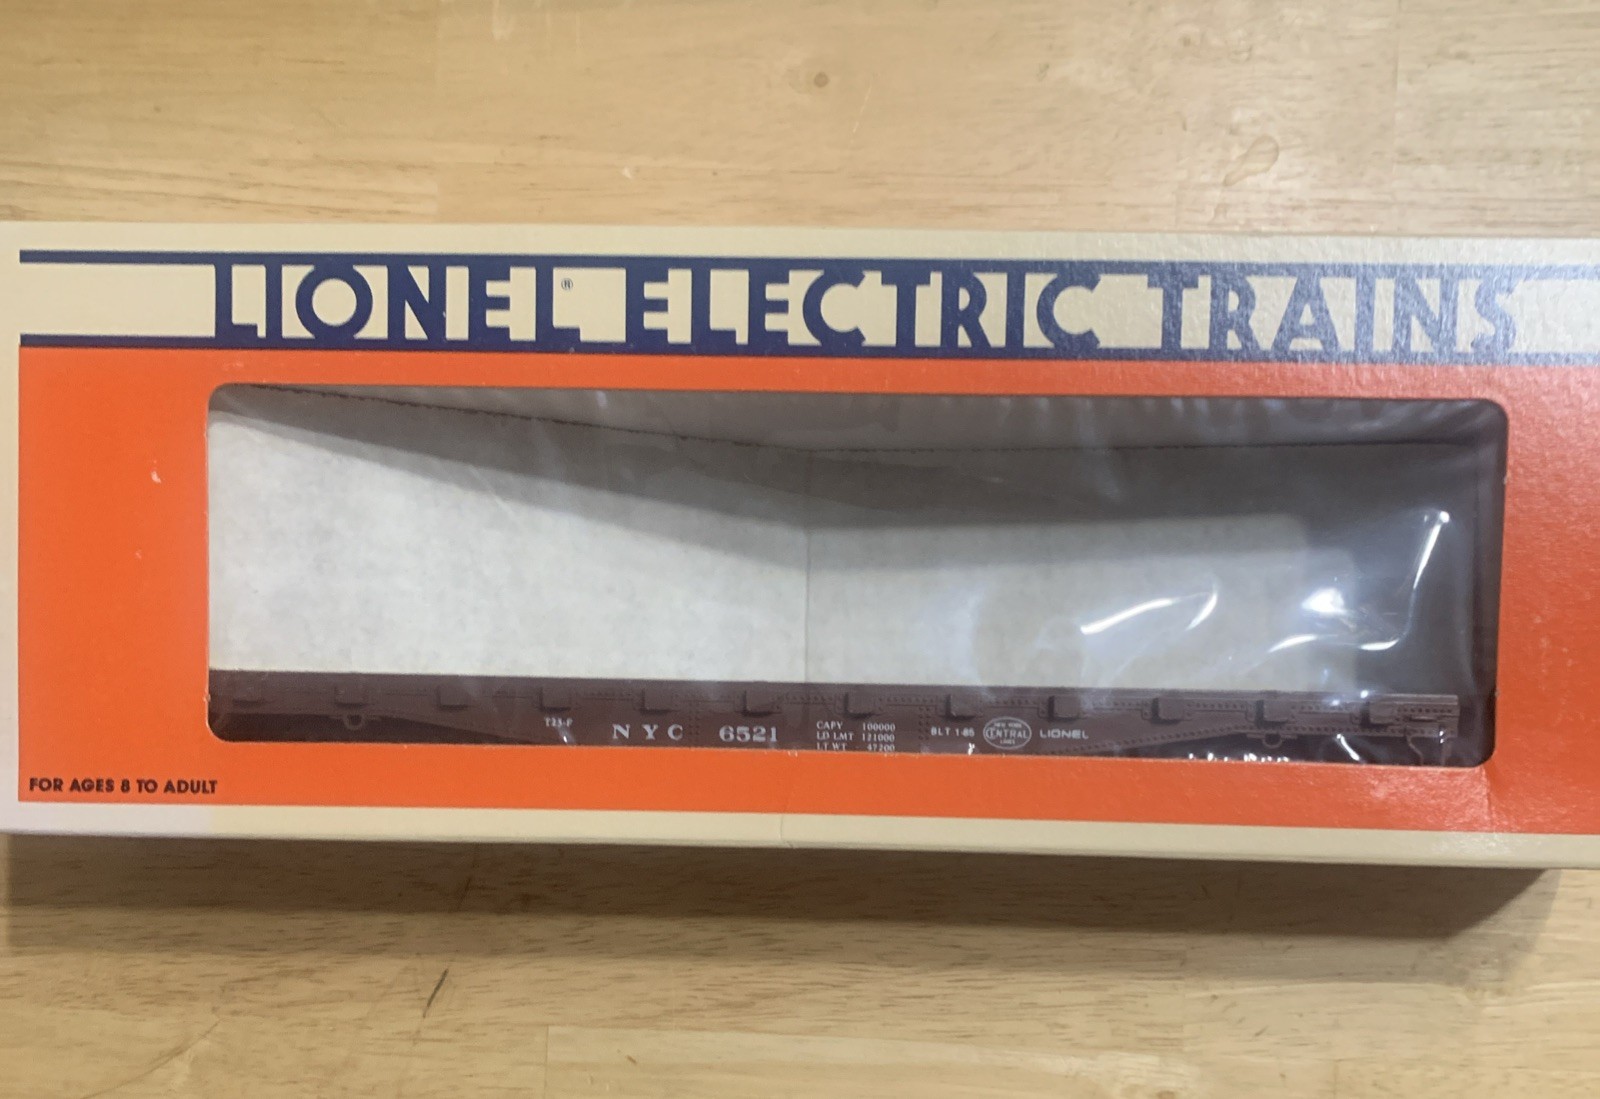 LIONEL® ELECTRIC TRAINS
T23-F
N Y C 6521
CAPY 100000
LD LMT 121000
LT WT 47200
BLT 1-85
NEW YORK
CENTRAL
LINES
LIONEL
FOR AGES 8 TO ADULT